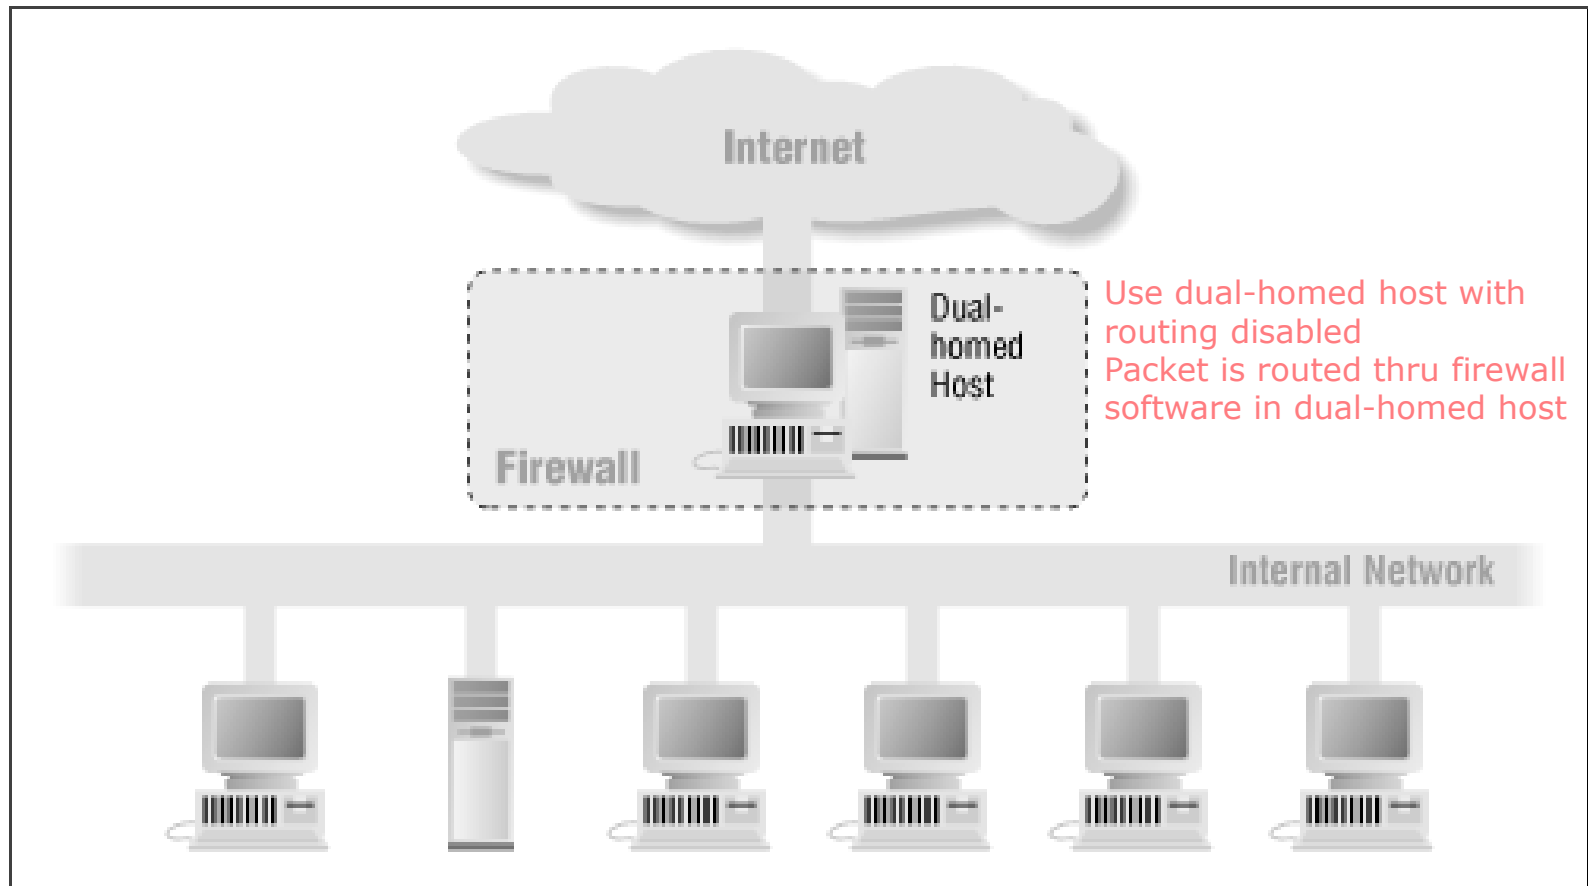 Internet
Dual-
homed
Host
Use dual-homed host with
routing disabled
Packet is routed thru firewall
software in dual-homed host
Firewall
Internal Network